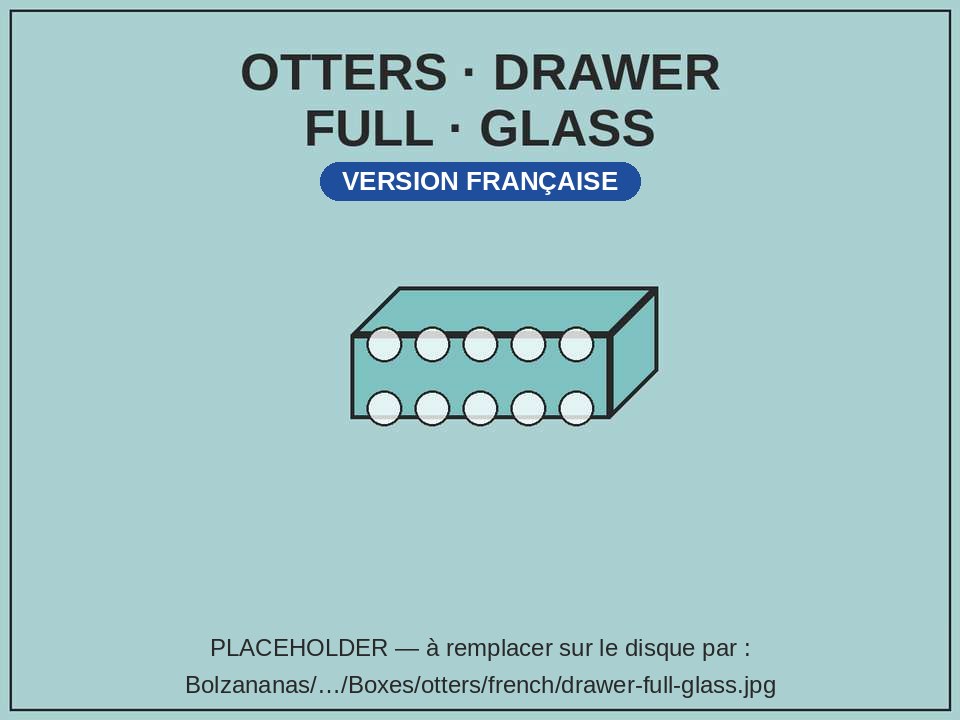 OTTERS · DRAWER
FULL · GLASS
VERSION FRANÇAISE
PLACEHOLDER — à remplacer sur le disque par :
Bolzananas/…/Boxes/otters/french/drawer-full-glass.jpg